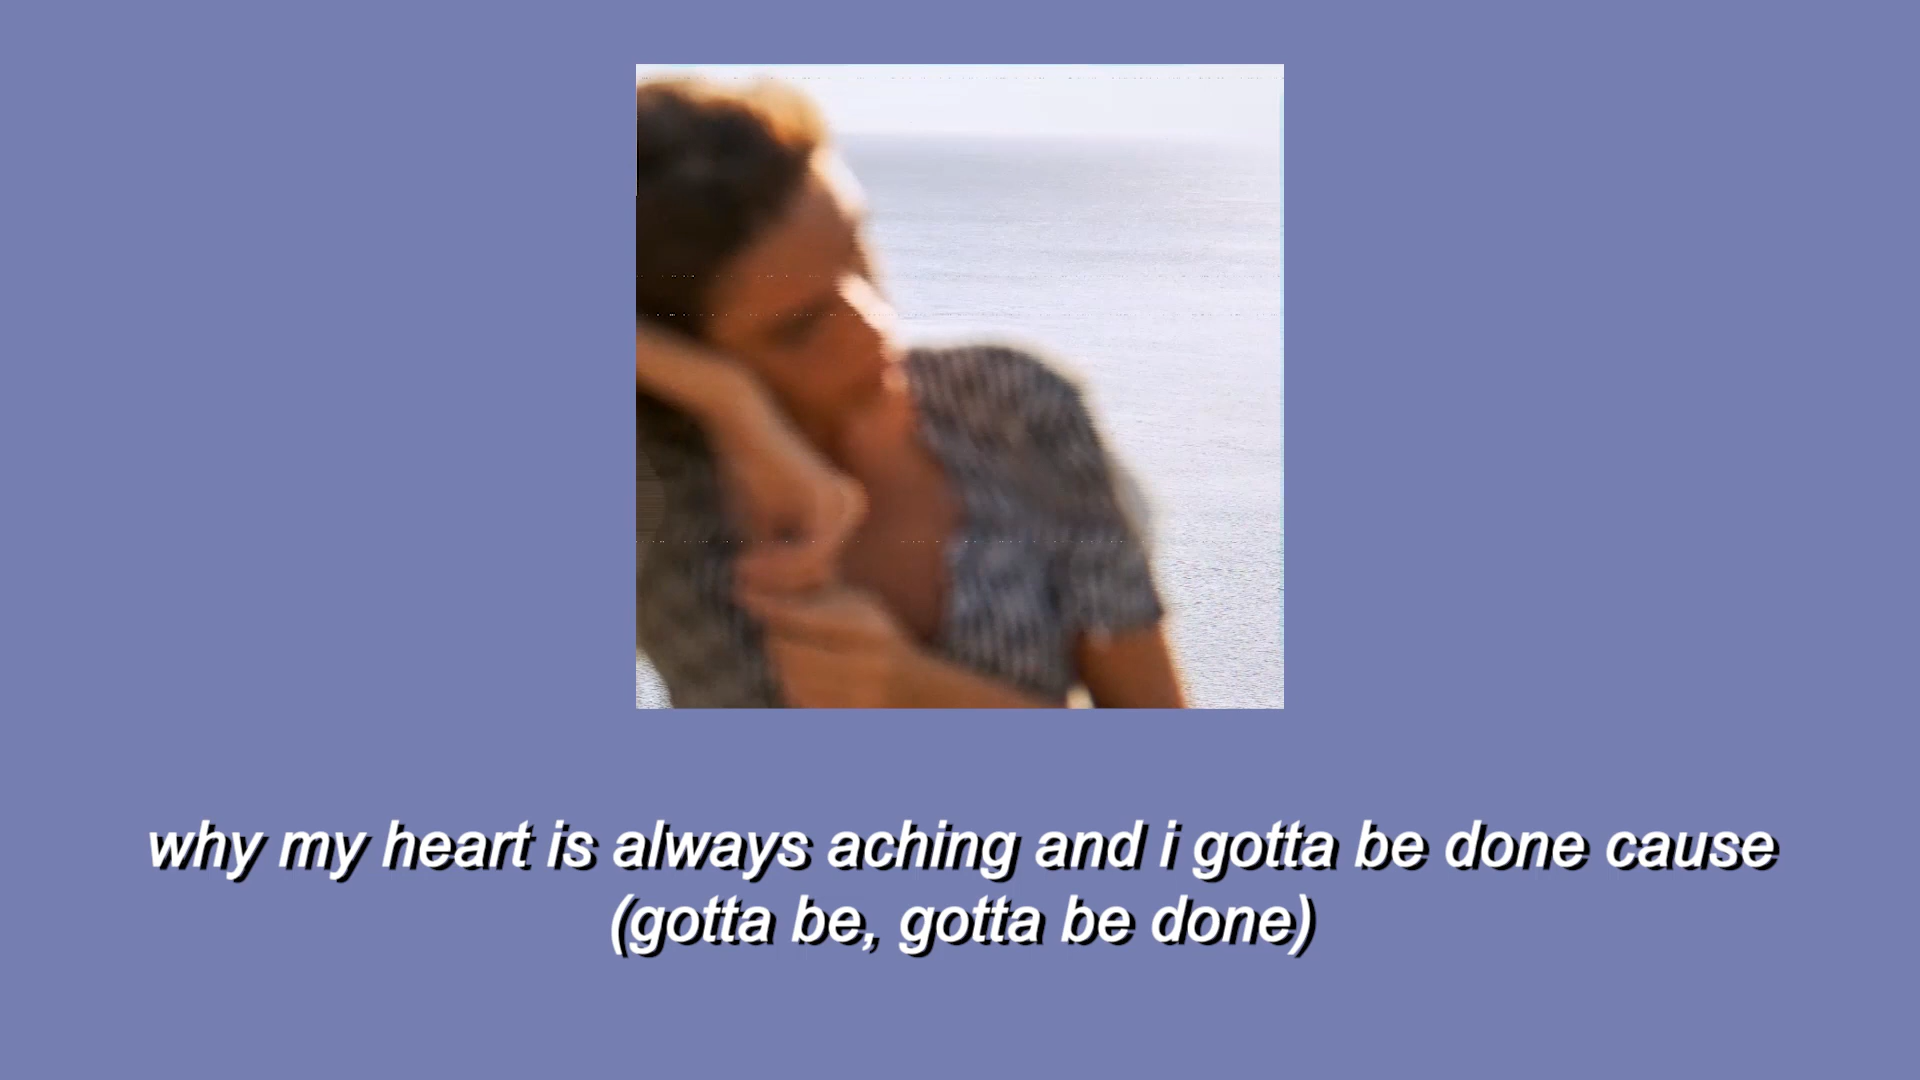 why my heart is always aching and i gotta be done cause
(gotta be, gotta be done)